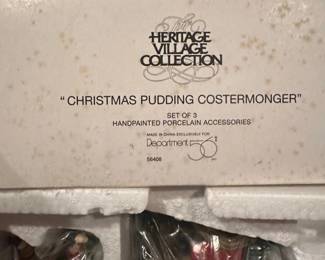 HERITAGE
VILLAGE
COLLECTION
"CHRISTMAS PUDDING COSTERMONGER"
SET OF 3
HANDPAINTED PORCELAIN ACCESSORIES
MADE IN CHINA EXCLUSIVELY FOR
Department 56
56408